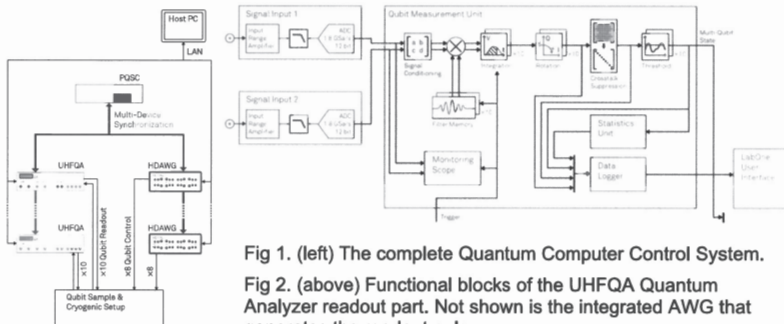 Host PC
LAN
PQSC
Multi-Device
Synchronization
UHFQA
HDAWG
UHFQA
HDAWG
x10
x10 Qubit Readout
x8 Qubit Control
x8
Qubit Sample &
Cryogenic Setup
Signal Input 1
Input
Range
Amplifier
ADC
1.8 GSa/s
12 bit
Signal Input 2
Input
Range
Amplifier
ADC
1.8 GSa/s
12 bit
Qubit Measurement Unit
a b
c d
Signal
Conditioning
Integration
Rotation
Crosstalk
Suppression
Threshold
Multi-Qubit
State
Filter Memory
Monitoring
Scope
Statistics
Unit
Data
Logger
LabOne
User
Interface
Trigger
Fig 1. (left) The complete Quantum Computer Control System.
Fig 2. (above) Functional blocks of the UHFQA Quantum
Analyzer readout part. Not shown is the integrated AWG that